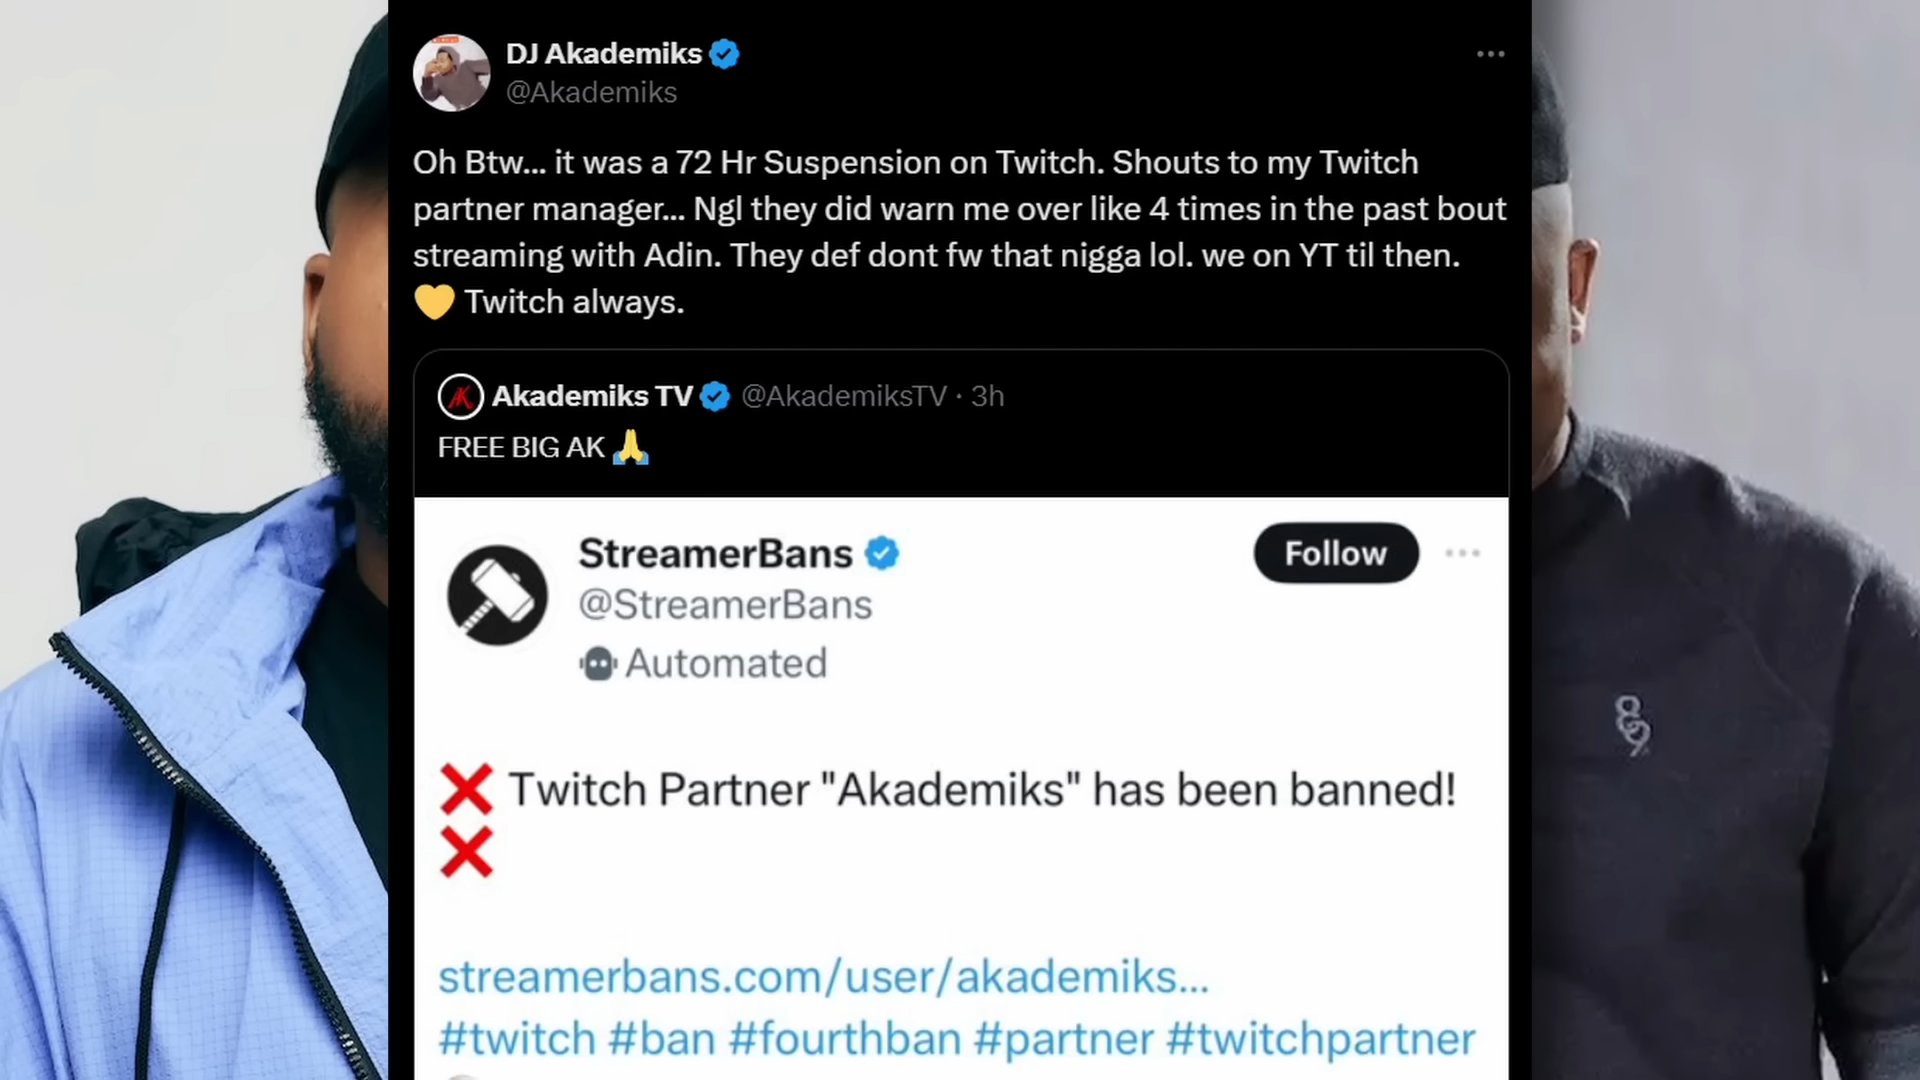 DJ Akademiks
@Akademiks
Oh Btw... it was a 72 Hr Suspension on Twitch. Shouts to my Twitch
partner manager... Ngl they did warn me over like 4 times in the past bout
streaming with Adin. They def dont fw that nigga lol. we on YT til then.
💛 Twitch always.
Akademiks TV @AkademiksTV · 3h
FREE BIG AK 🙏
StreamerBans
Follow
@StreamerBans
Automated
❌ Twitch Partner "Akademiks" has been banned!
❌
streamerbans.com/user/akademiks...
#twitch #ban #fourthban #partner #twitchpartner